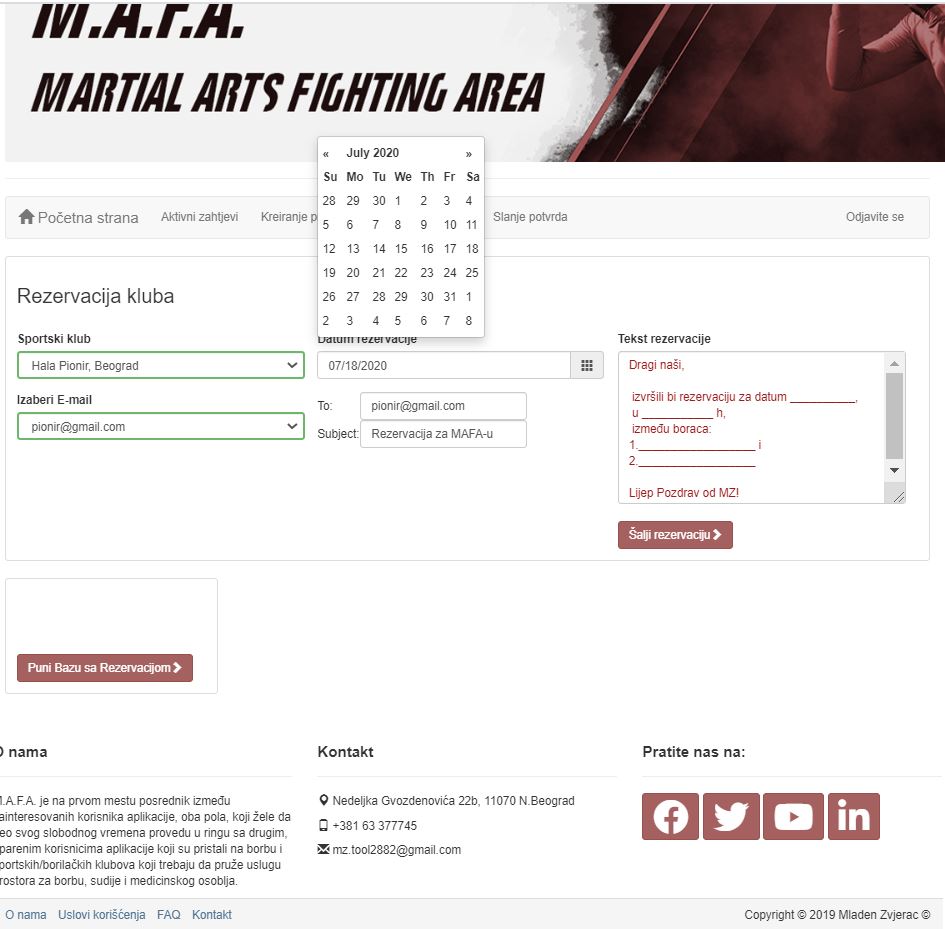 M.A.F.A.
MARTIAL ARTS FIGHTING AREA
« July 2020 »
Su Mo Tu We Th Fr Sa
28 29 30 1 2 3 4
5 6 7 8 9 10 11
12 13 14 15 16 17 18
19 20 21 22 23 24 25
26 27 28 29 30 31 1
2 3 4 5 6 7 8
Početna strana Aktivni zahtjevi Kreiranje Slanje potvrda Odjavite se
Rezervacija kluba
Sportski klub
Hala Pionir, Beograd
Izaberi E-mail
pionir@gmail.com
Datum rezervacije
07/18/2020
To: pionir@gmail.com
Subject: Rezervacija za MAFA-u
Tekst rezervacije
Dragi naši,
izvršili bi rezervaciju za datum __________,
u ___________ h,
između boraca:
1.__________________ i
2.__________________
Lijep Pozdrav od MZ!
Šalji rezervaciju
Puni Bazu sa Rezervacijom
O nama
M.A.F.A. je na prvom mestu posrednik između
ainteresovanih korisnika aplikacije, oba pola, koji žele da
eo svog slobodnog vremena provedu u ringu sa drugim,
parenim korisnicima aplikacije koji su pristali na borbu i
portskih/borilačkih klubova koji trebaju da pruže uslugu
rostora za borbu, sudije i medicinskog osoblja.
Kontakt
Nedeljka Gvozdenovića 22b, 11070 N.Beograd
+381 63 377745
mz.tool2882@gmail.com
Pratite nas na:
O nama Uslovi korišćenja FAQ Kontakt
Copyright © 2019 Mladen Zvjerac ©